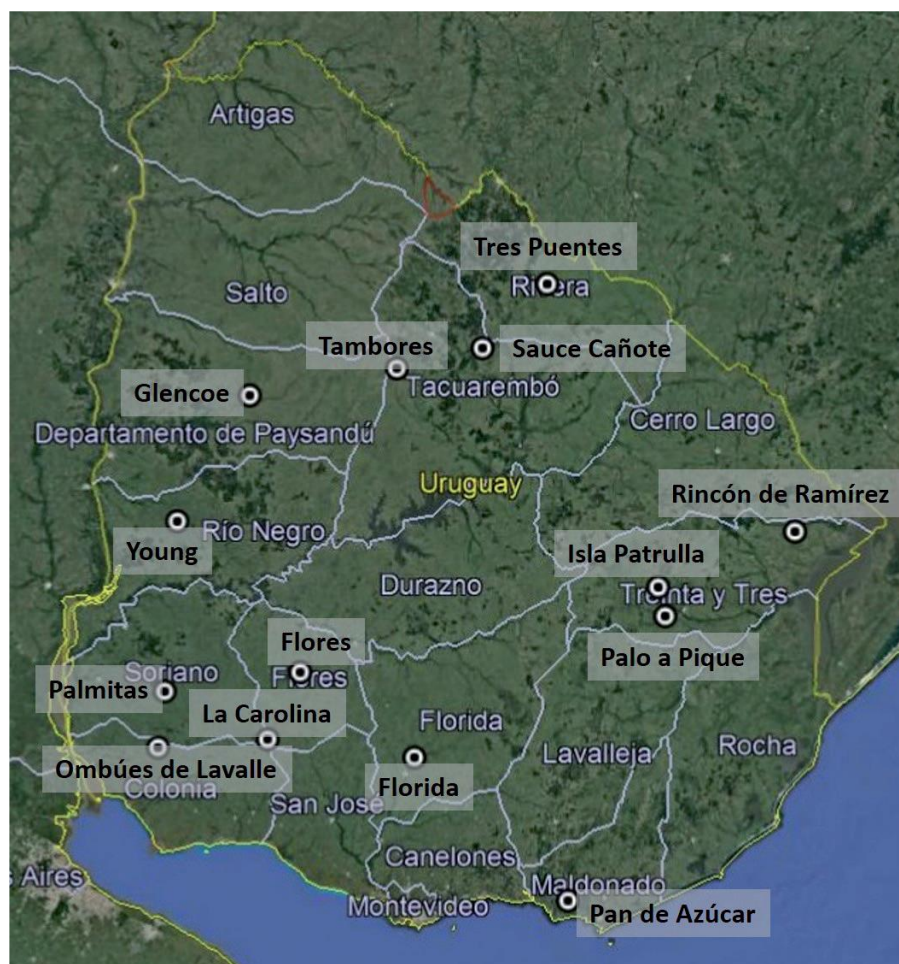 Artigas
Tres Puentes
Rivera
Salto
Tambores
Sauce Cañote
Glencoe
Tacuarembó
Cerro Largo
Departamento de Paysandú
Uruguay
Rincón de Ramírez
Río Negro
Young
Isla Patrulla
Durazno
Treinta y Tres
Flores
Palo a Pique
Soriano
Flores
Palmitas
La Carolina
Florida
Rocha
Lavalleja
Ombúes de Lavalle
Florida
Colonia
San José
Canelones
s Aires
Maldonado
Montevideo
Pan de Azúcar